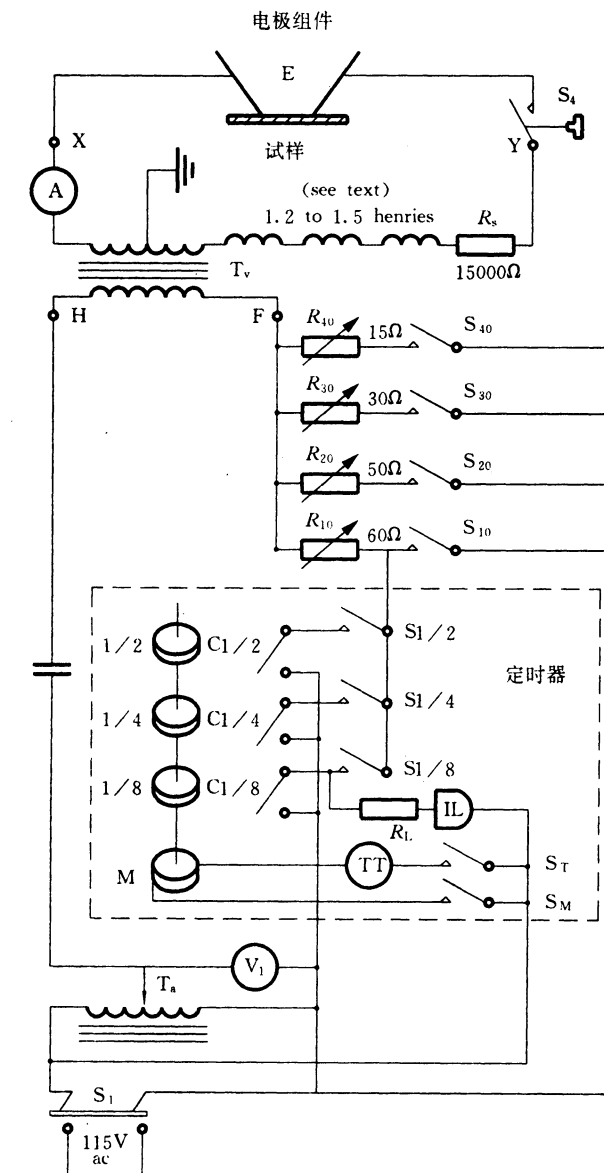 电极组件
E
S4
X
试样
Y
A
(see text)
1.2 to 1.5 henries
Rs
15000Ω
Tv
H
F
R40
15Ω
S40
R30
30Ω
S30
R20
50Ω
S20
R10
60Ω
S10
1/2
C1/2
S1/2
定时器
1/4
C1/4
S1/4
1/8
C1/8
S1/8
RL
IL
M
TT
ST
SM
V1
Ta
S1
115V
ac